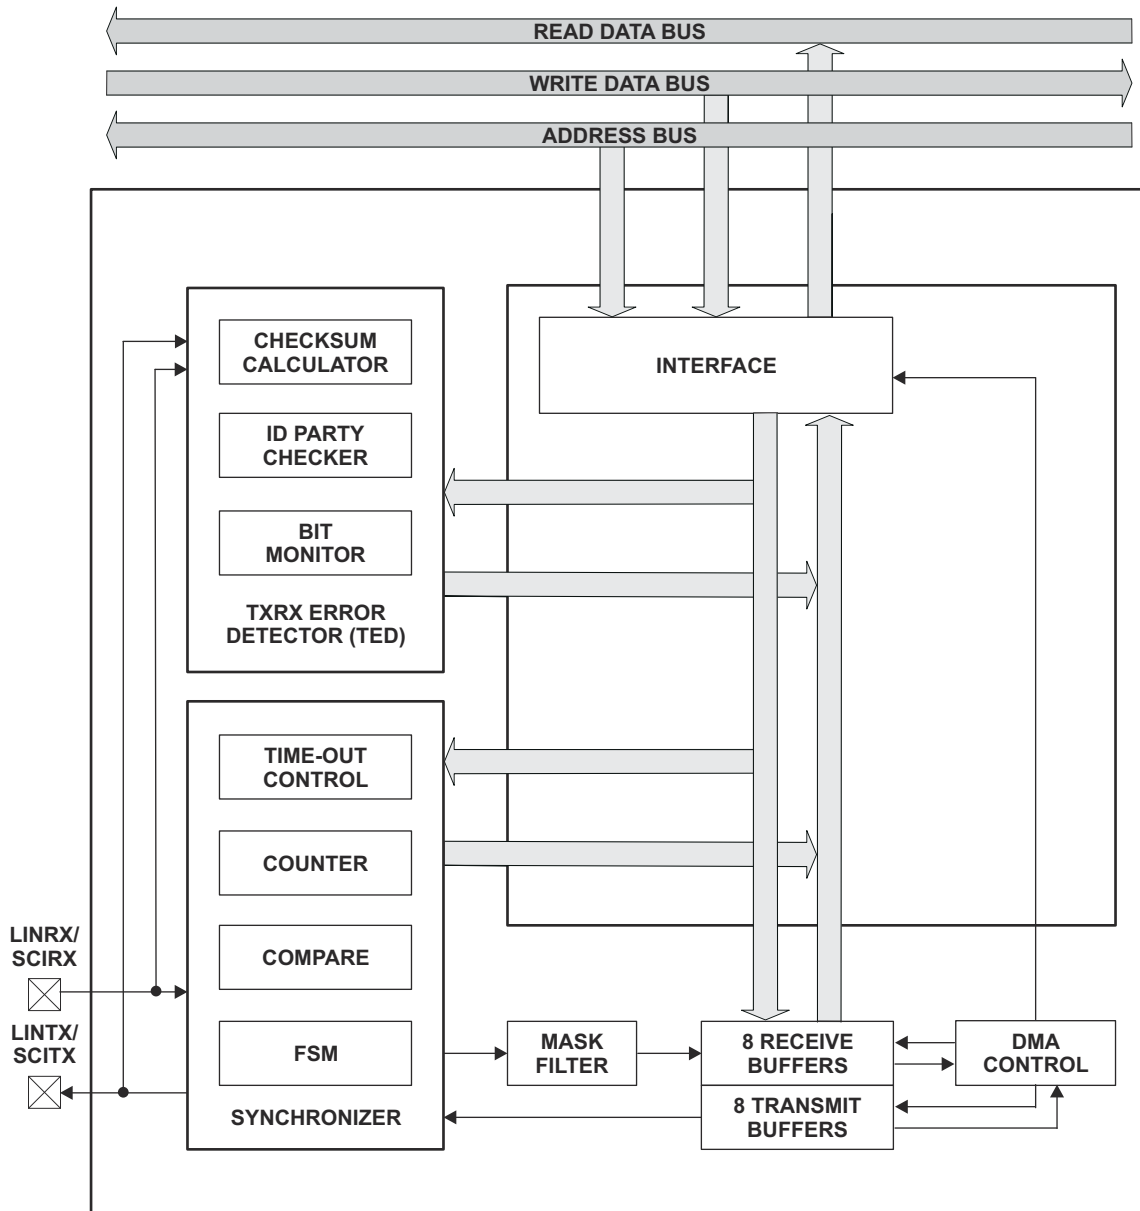 READ DATA BUS
WRITE DATA BUS
ADDRESS BUS
CHECKSUM
CALCULATOR
INTERFACE
ID PARTY
CHECKER
BIT
MONITOR
TXRX ERROR
DETECTOR (TED)
TIME-OUT
CONTROL
COUNTER
COMPARE
LINRX/
SCIRX
LINTX/
SCITX
FSM
SYNCHRONIZER
MASK
FILTER
8 RECEIVE
BUFFERS
8 TRANSMIT
BUFFERS
DMA
CONTROL